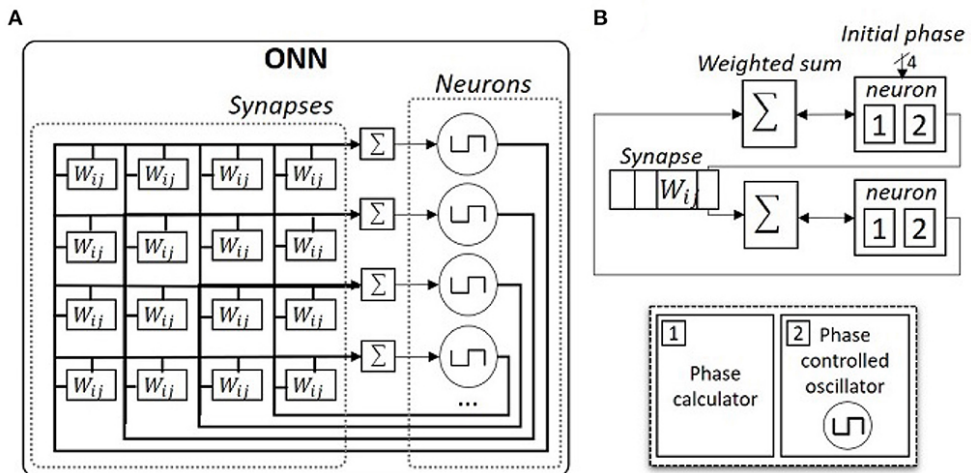 A
ONN
Synapses
Neurons
W_ij W_ij W_ij W_ij Σ
W_ij W_ij W_ij W_ij Σ
W_ij W_ij W_ij W_ij Σ
W_ij W_ij W_ij W_ij Σ
...
B
Initial phase
4
Weighted sum
Σ
neuron
1 2
Synapse
W_ij
Σ
neuron
1 2
1
Phase
calculator
2 Phase
controlled
oscillator